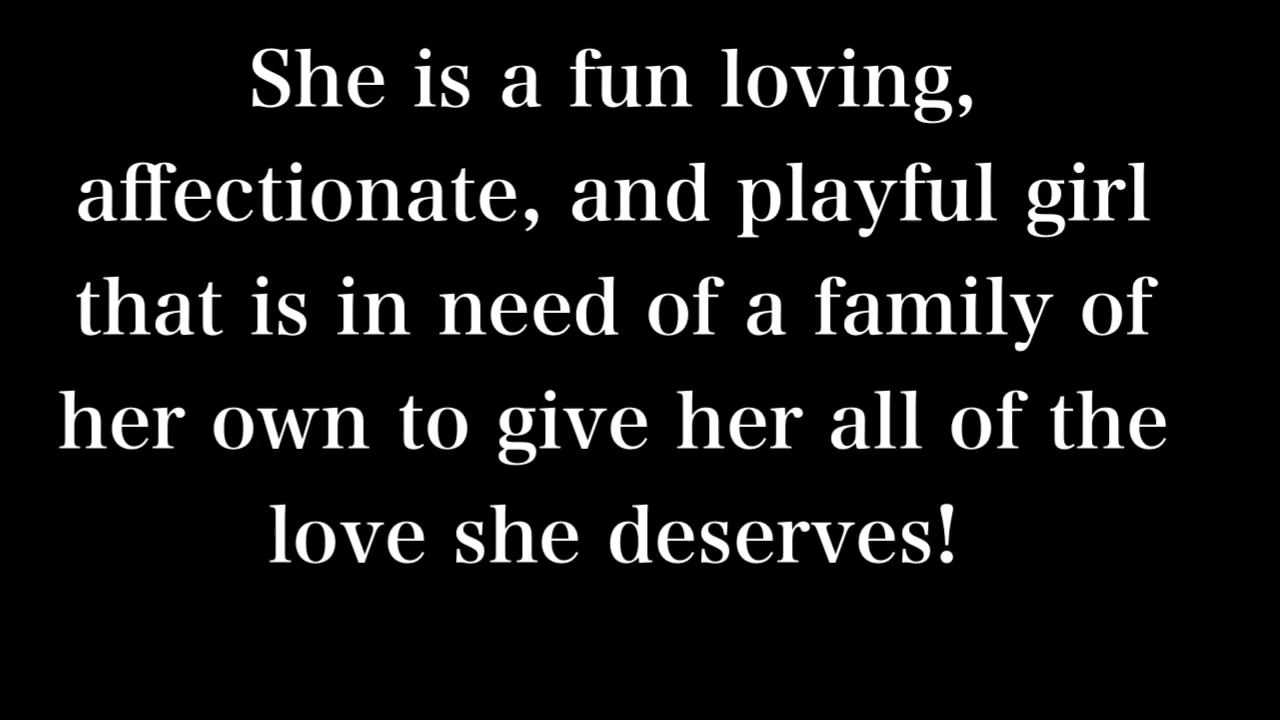 She is a fun loving,
affectionate, and playful girl
that is in need of a family of
her own to give her all of the
love she deserves!